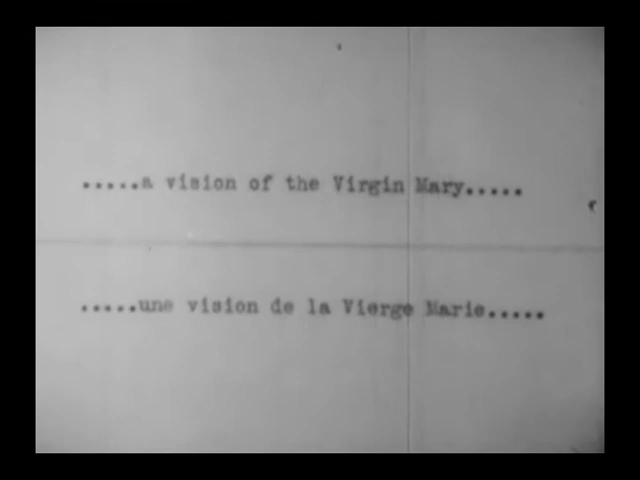 .....a vision of the Virgin Mary.....
.....une vision de la Vierge Marie.....